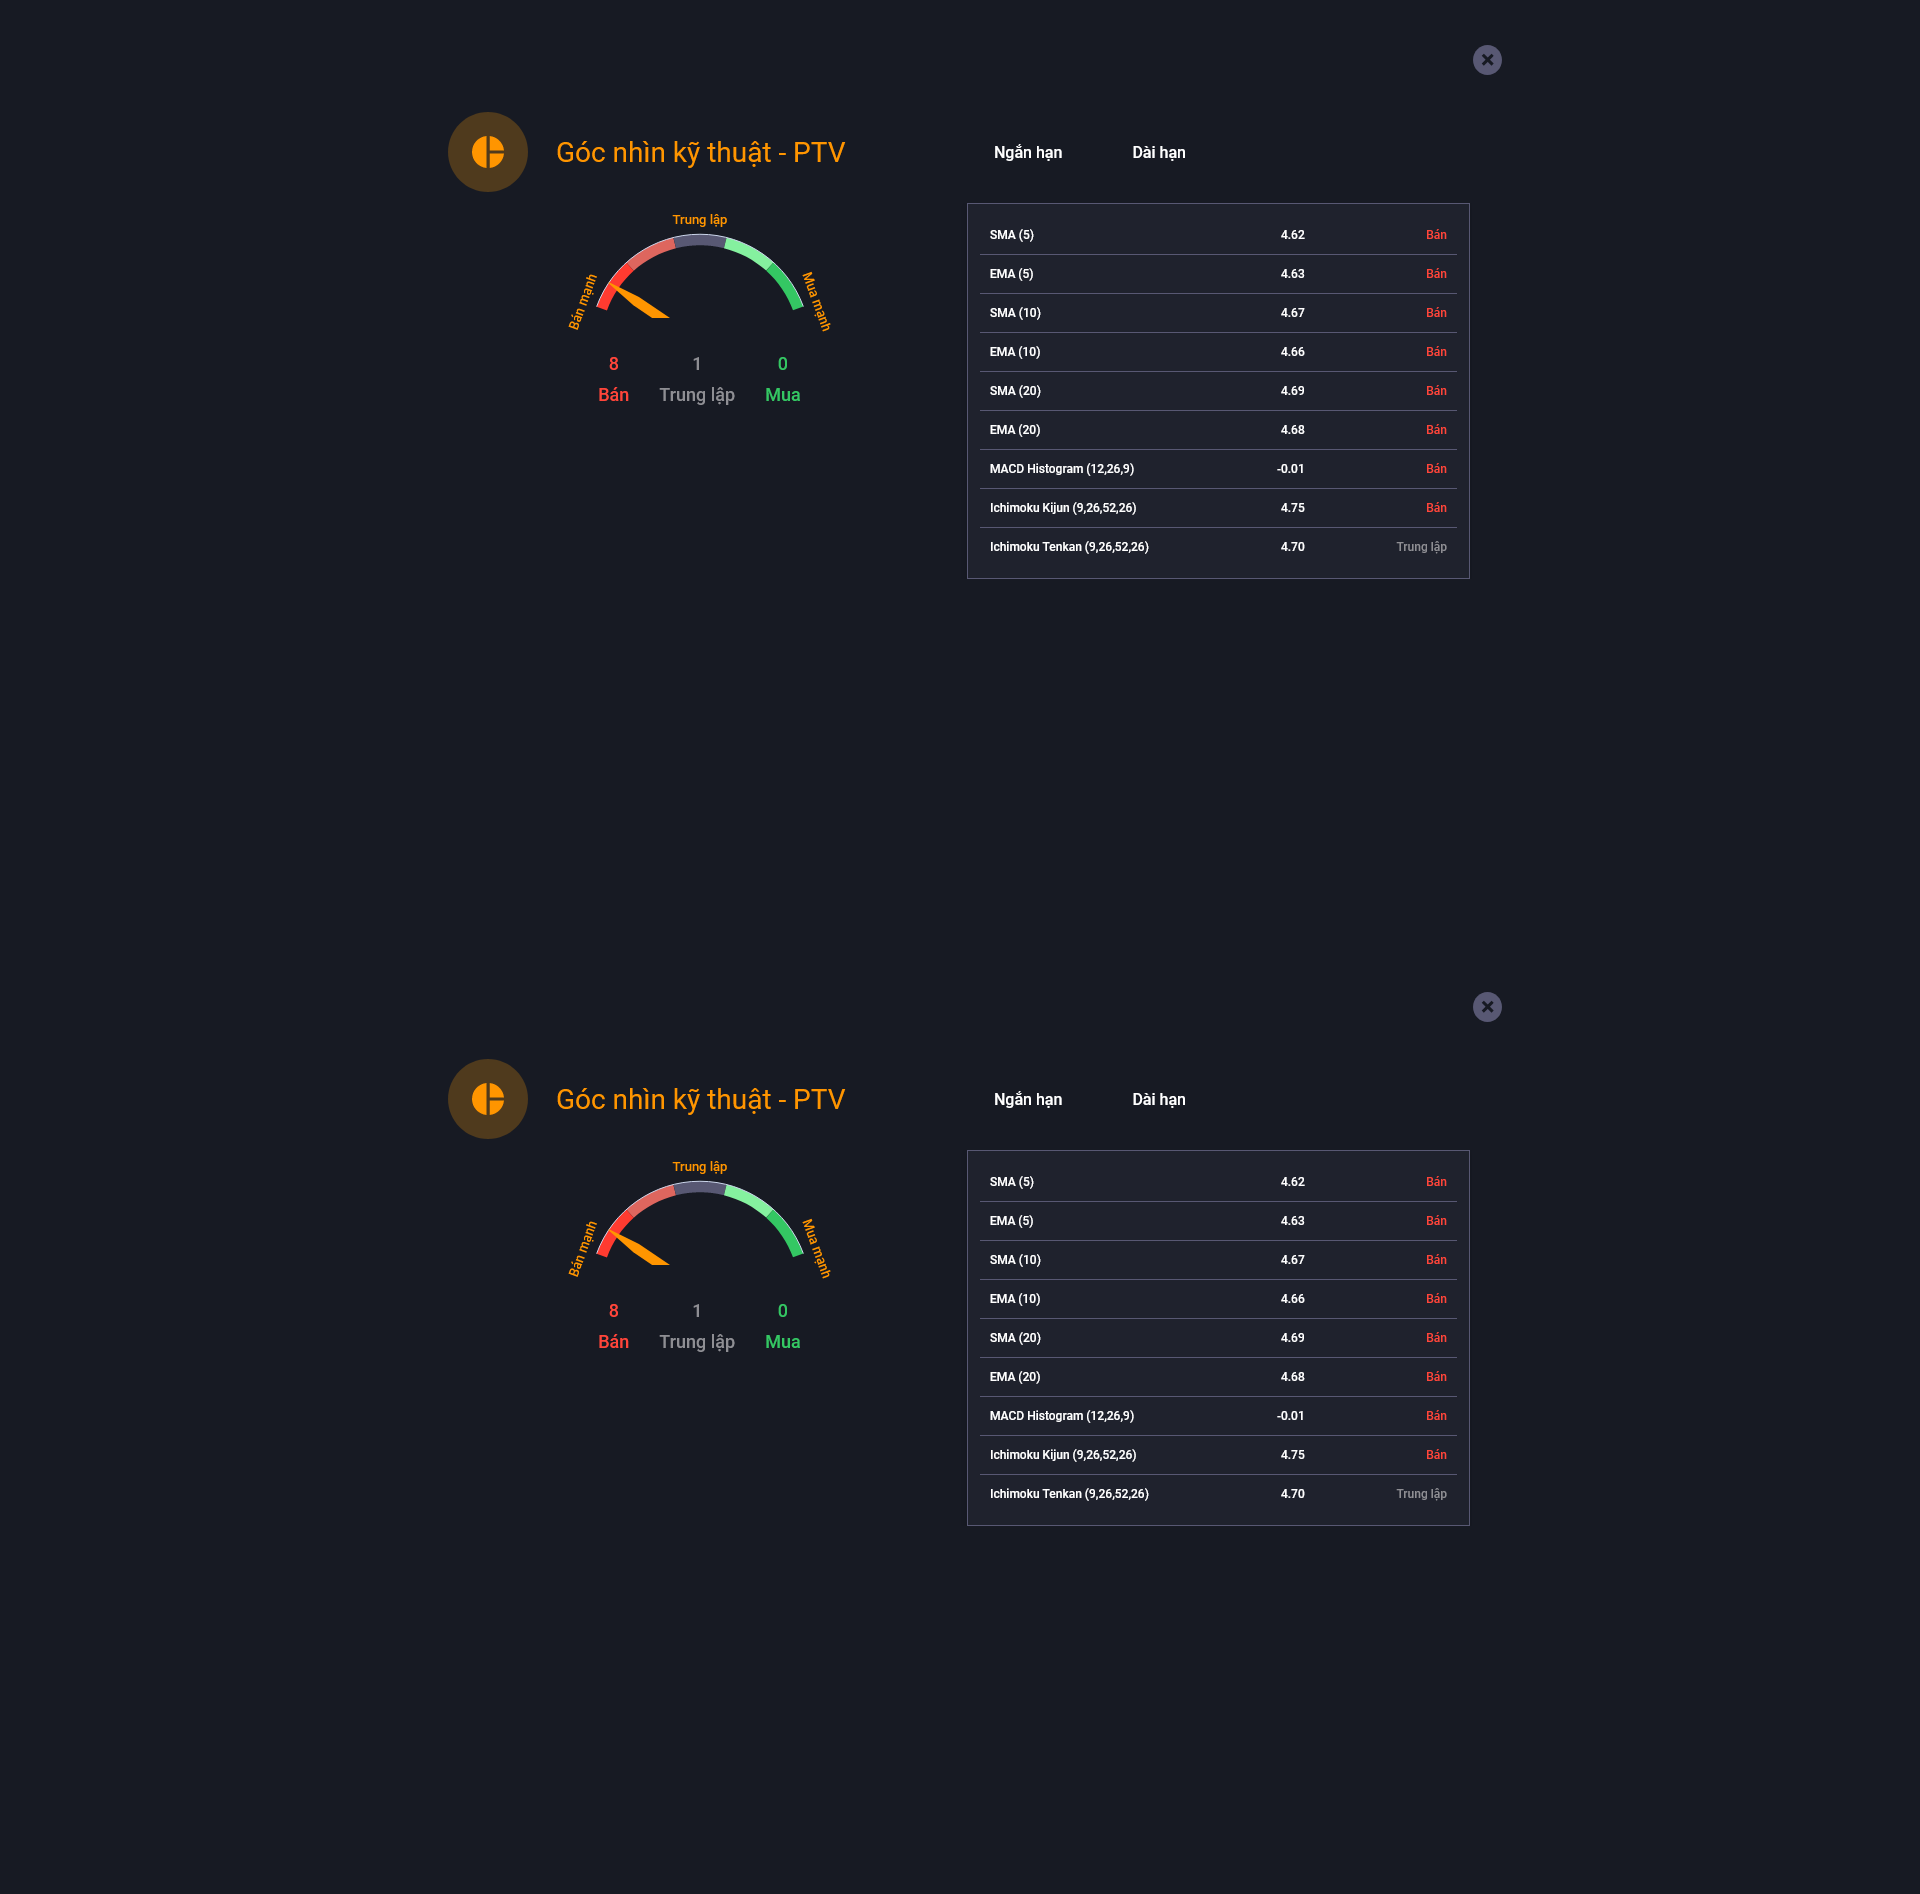 Góc nhìn kỹ thuật - PTV
Ngắn hạn Dài hạn
Trung lập
Bán mạnh
Mua mạnh
8 1 0
Bán Trung lập Mua
SMA (5) 4.62 Bán
EMA (5) 4.63 Bán
SMA (10) 4.67 Bán
EMA (10) 4.66 Bán
SMA (20) 4.69 Bán
EMA (20) 4.68 Bán
MACD Histogram (12,26,9) -0.01 Bán
Ichimoku Kijun (9,26,52,26) 4.75 Bán
Ichimoku Tenkan (9,26,52,26) 4.70 Trung lập
Góc nhìn kỹ thuật - PTV
Ngắn hạn Dài hạn
Trung lập
Bán mạnh
Mua mạnh
8 1 0
Bán Trung lập Mua
SMA (5) 4.62 Bán
EMA (5) 4.63 Bán
SMA (10) 4.67 Bán
EMA (10) 4.66 Bán
SMA (20) 4.69 Bán
EMA (20) 4.68 Bán
MACD Histogram (12,26,9) -0.01 Bán
Ichimoku Kijun (9,26,52,26) 4.75 Bán
Ichimoku Tenkan (9,26,52,26) 4.70 Trung lập